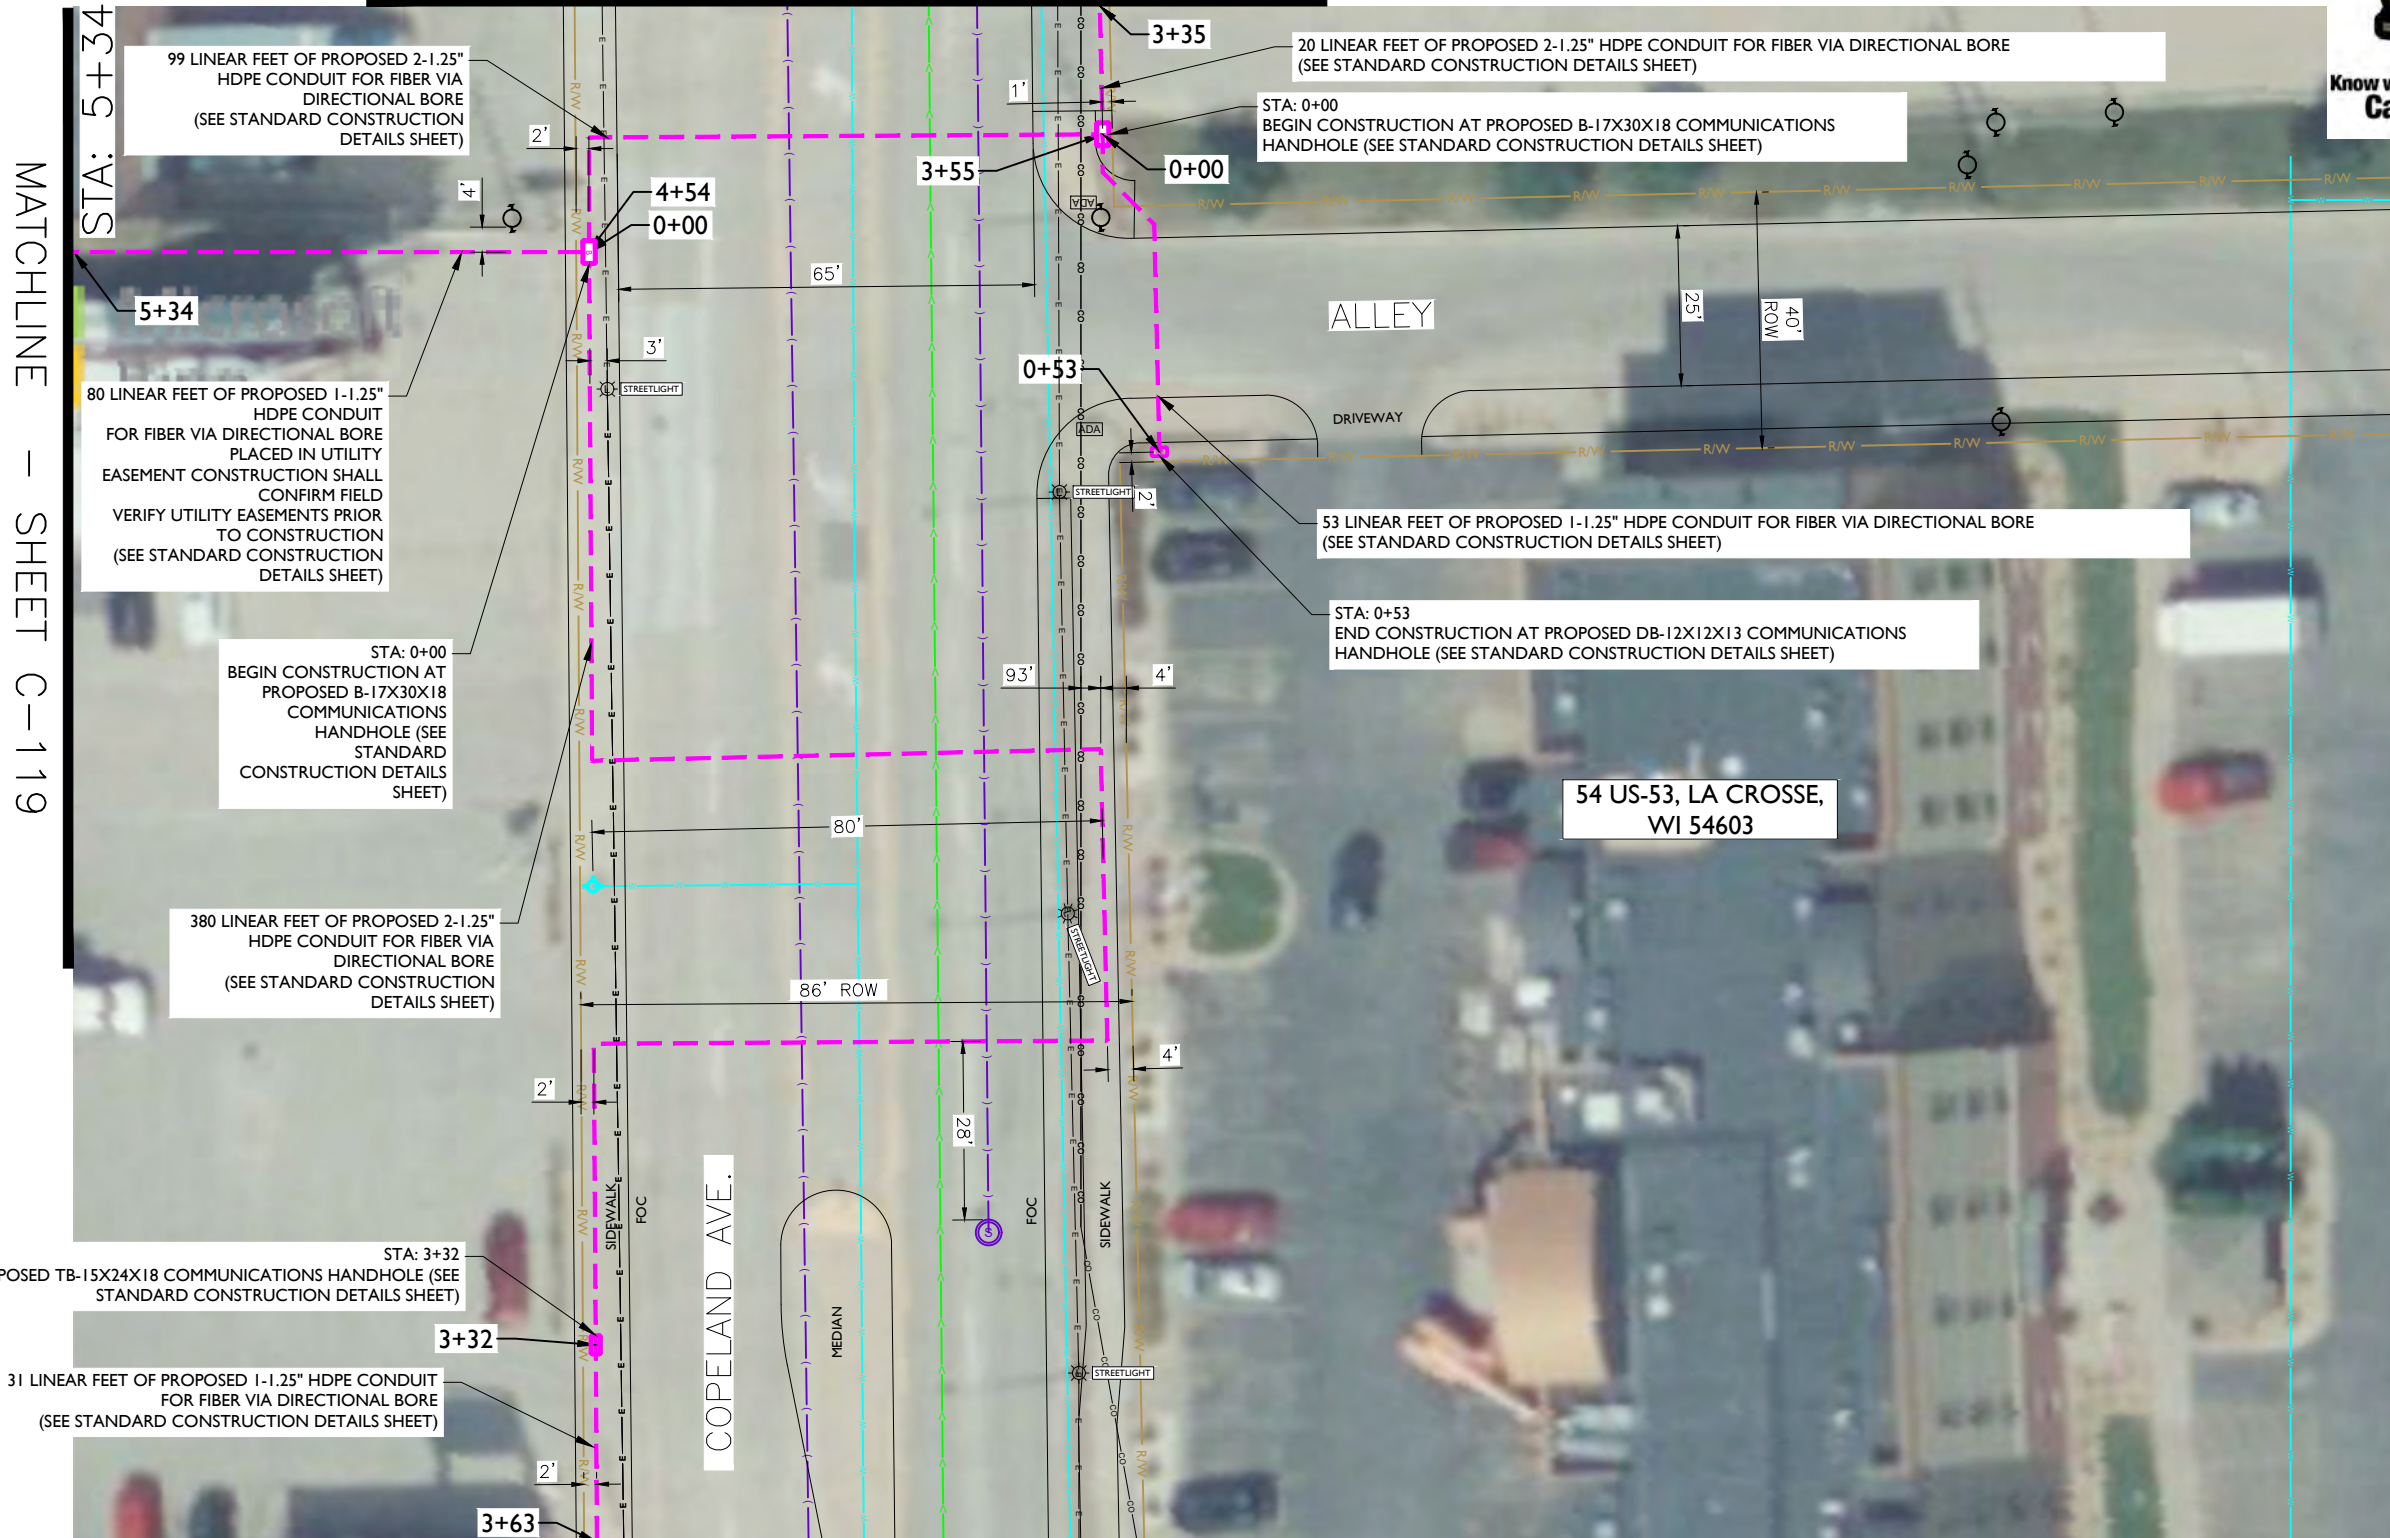 MATCHLINE - SHEET C-119
STA: 5+34
99 LINEAR FEET OF PROPOSED 2-1.25"
HDPE CONDUIT FOR FIBER VIA
DIRECTIONAL BORE
(SEE STANDARD CONSTRUCTION
DETAILS SHEET)
2'
4'
4+54
0+00
5+34
65'
3'
STREETLIGHT
80 LINEAR FEET OF PROPOSED 1-1.25"
HDPE CONDUIT
FOR FIBER VIA DIRECTIONAL BORE
PLACED IN UTILITY
EASEMENT CONSTRUCTION SHALL
CONFIRM FIELD
VERIFY UTILITY EASEMENTS PRIOR
TO CONSTRUCTION
(SEE STANDARD CONSTRUCTION
DETAILS SHEET)
STA: 0+00
BEGIN CONSTRUCTION AT
PROPOSED B-17X30X18
COMMUNICATIONS
HANDHOLE (SEE
STANDARD
CONSTRUCTION DETAILS
SHEET)
380 LINEAR FEET OF PROPOSED 2-1.25"
HDPE CONDUIT FOR FIBER VIA
DIRECTIONAL BORE
(SEE STANDARD CONSTRUCTION
DETAILS SHEET)
3+35
20 LINEAR FEET OF PROPOSED 2-1.25" HDPE CONDUIT FOR FIBER VIA DIRECTIONAL BORE
(SEE STANDARD CONSTRUCTION DETAILS SHEET)
1'
STA: 0+00
BEGIN CONSTRUCTION AT PROPOSED B-17X30X18 COMMUNICATIONS
HANDHOLE (SEE STANDARD CONSTRUCTION DETAILS SHEET)
3+55
0+00
ADA
ALLEY
25'
40'
ROW
0+53
DRIVEWAY
ADA
STREETLIGHT
2'
53 LINEAR FEET OF PROPOSED 1-1.25" HDPE CONDUIT FOR FIBER VIA DIRECTIONAL BORE
(SEE STANDARD CONSTRUCTION DETAILS SHEET)
STA: 0+53
END CONSTRUCTION AT PROPOSED DB-12X12X13 COMMUNICATIONS
HANDHOLE (SEE STANDARD CONSTRUCTION DETAILS SHEET)
93'
4'
54 US-53, LA CROSSE,
WI 54603
80'
STREETLIGHT
86' ROW
4'
2'
28'
COPELAND AVE.
SIDEWALK
FOC
FOC
SIDEWALK
MEDIAN
S
STREETLIGHT
STA: 3+32
POSED TB-15X24X18 COMMUNICATIONS HANDHOLE (SEE
STANDARD CONSTRUCTION DETAILS SHEET)
3+32
31 LINEAR FEET OF PROPOSED 1-1.25" HDPE CONDUIT
FOR FIBER VIA DIRECTIONAL BORE
(SEE STANDARD CONSTRUCTION DETAILS SHEET)
2'
3+63
R/W
Know